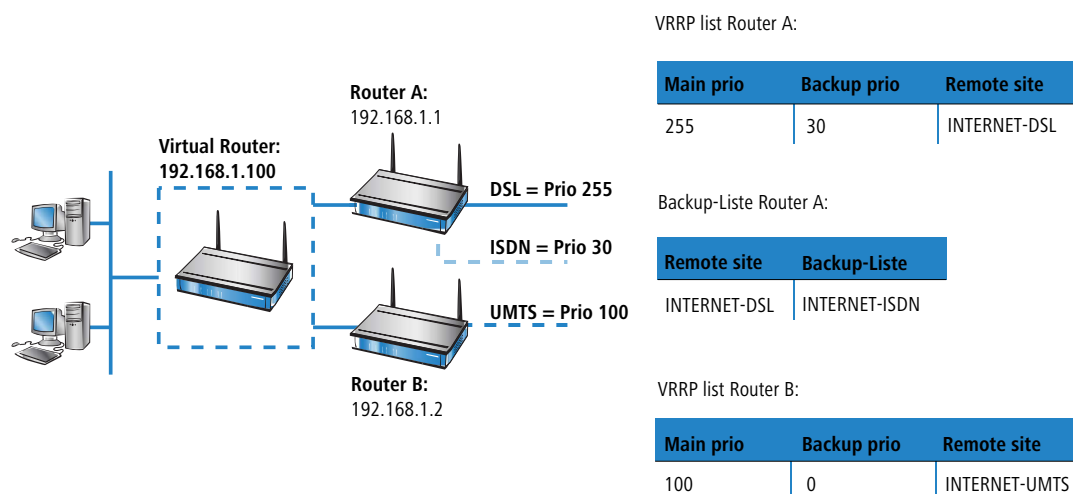 Virtual Router:
192.168.1.100
Router A:
192.168.1.1
DSL = Prio 255
ISDN = Prio 30
UMTS = Prio 100
Router B:
192.168.1.2
VRRP list Router A:
Main prio Backup prio Remote site
255 30 INTERNET-DSL
Backup-Liste Router A:
Remote site Backup-Liste
INTERNET-DSL INTERNET-ISDN
VRRP list Router B:
Main prio Backup prio Remote site
100 0 INTERNET-UMTS